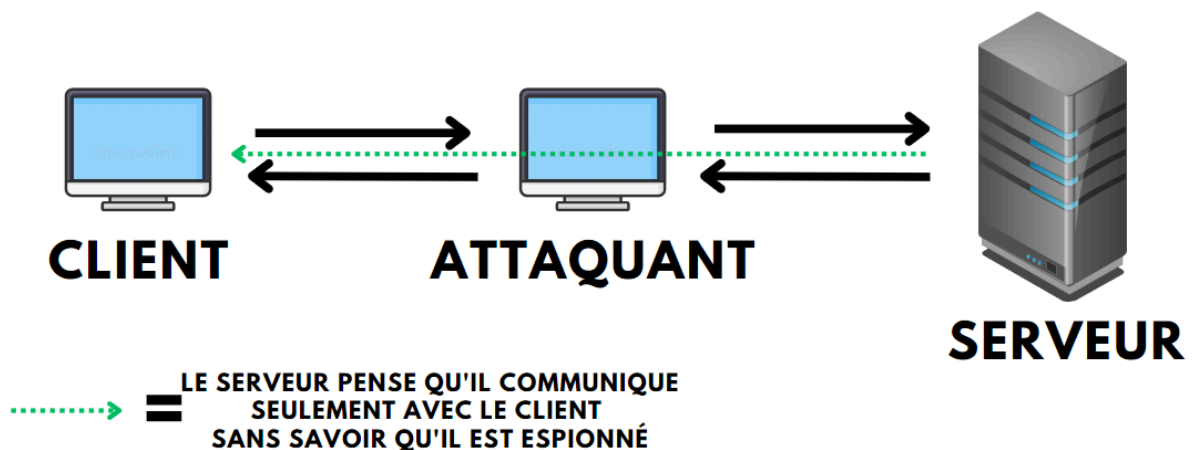 CLIENT
ATTAQUANT
SERVEUR
LE SERVEUR PENSE QU'IL COMMUNIQUE
SEULEMENT AVEC LE CLIENT
SANS SAVOIR QU'IL EST ESPIONNÉ